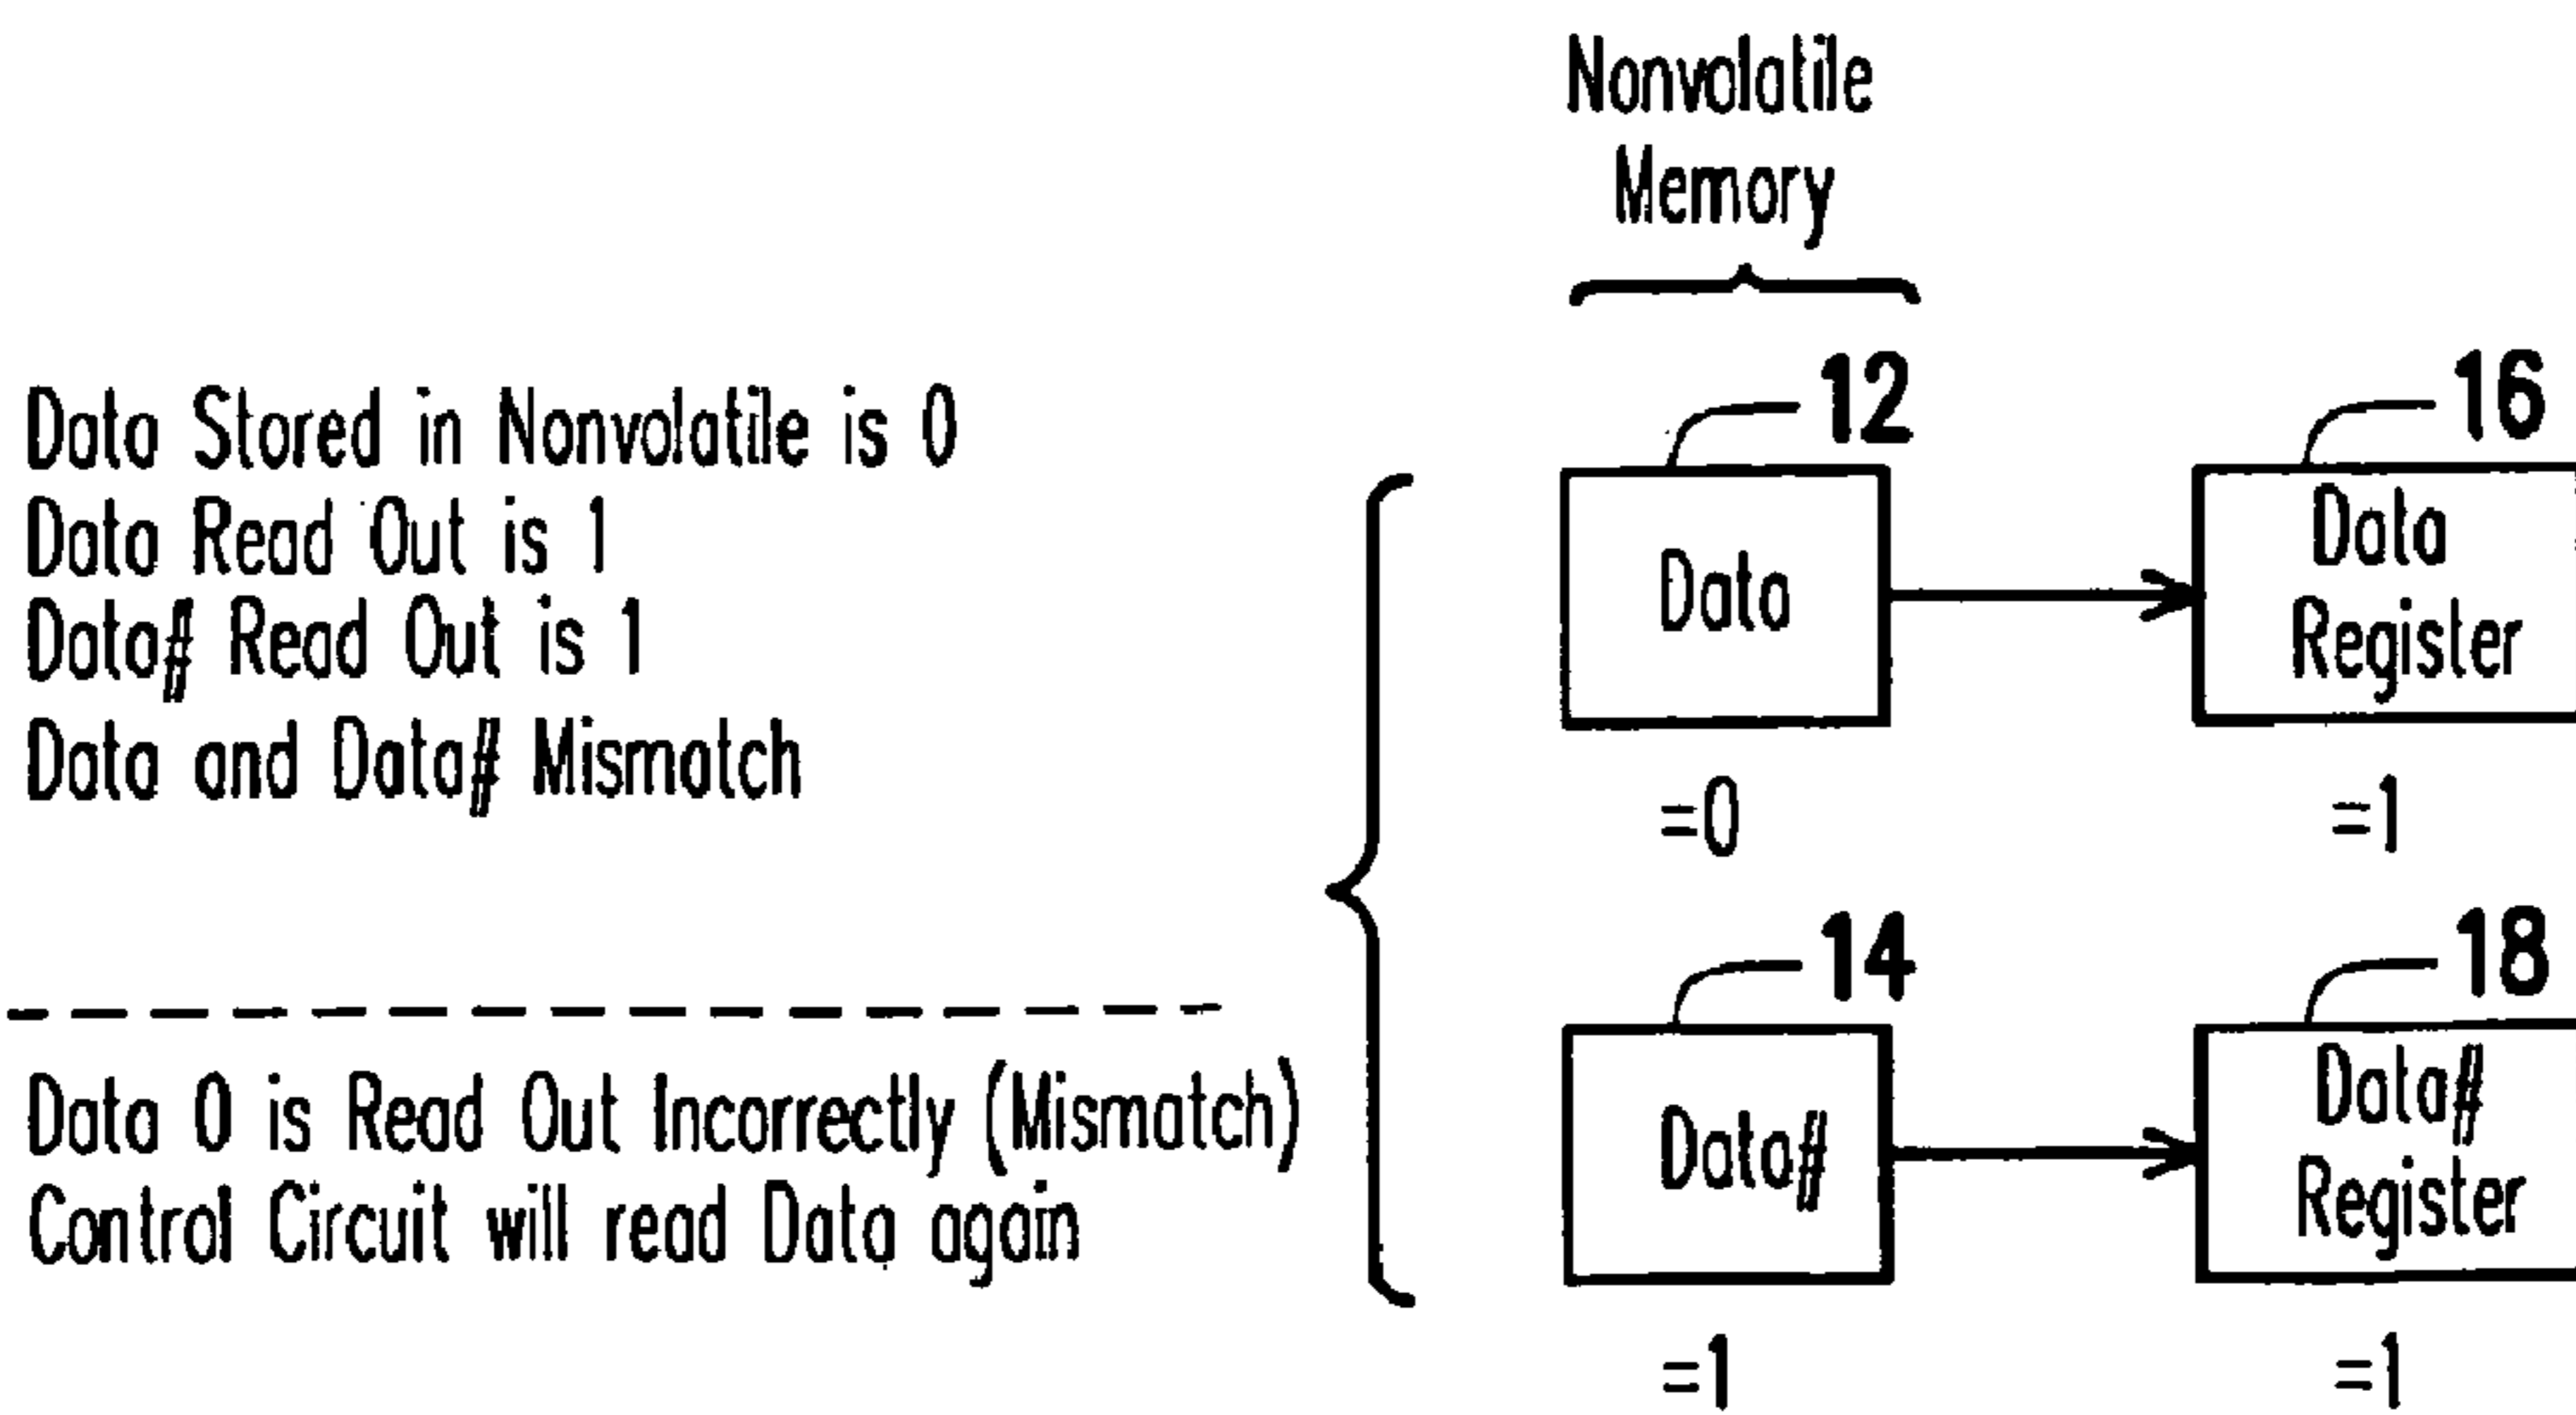 Nonvolatile
Memory
Data Stored in Nonvolatile is 0
Data Read Out is 1
Data# Read Out is 1
Data and Data# Mismatch
12
Data
=0
16
Data
Register
=1
Data 0 is Read Out Incorrectly (Mismatch)
Control Circuit will read Data again
14
Data#
=1
18
Data#
Register
=1